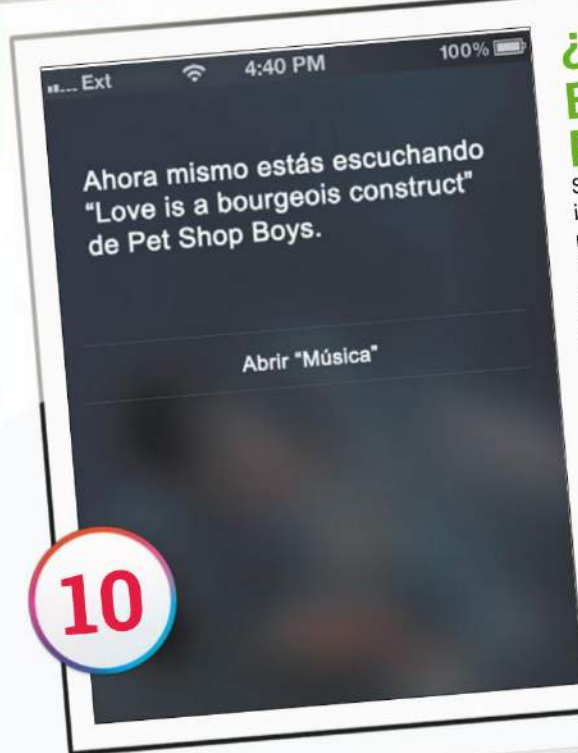 Ext
4:40 PM
100%
Ahora mismo estás escuchando
"Love is a bourgeois construct"
de Pet Shop Boys.
Abrir "Música"
10